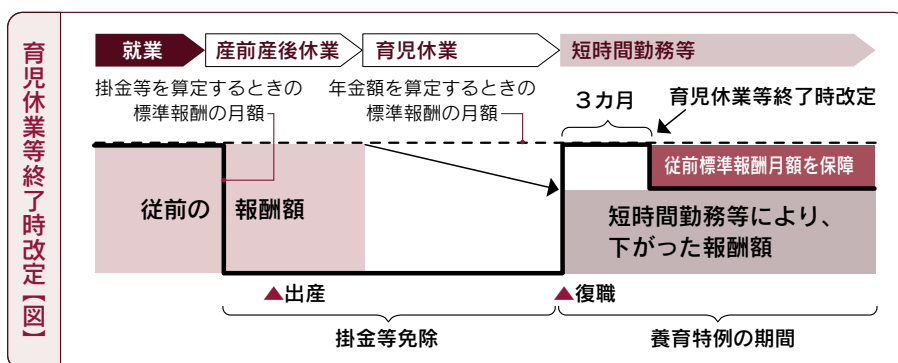 育児休業等終了時改定【図】
就業
産前産後休業
育児休業
短時間勤務等
掛金等を算定するときの
標準報酬の月額
年金額を算定するときの
標準報酬の月額
3カ月
育児休業等終了時改定
従前標準報酬月額を保障
従前の 報酬額
短時間勤務等により、
下がった報酬額
▲出産
▲復職
掛金等免除
養育特例の期間